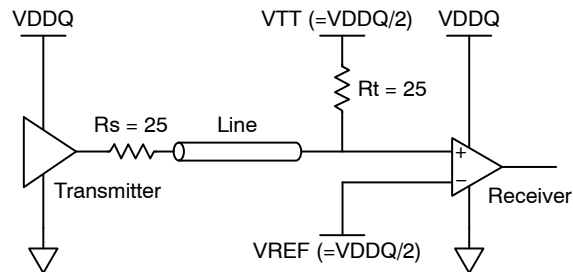 VDDQ
VTT (=VDDQ/2)
VDDQ
Rs = 25
Line
Rt = 25
+
−
Transmitter
Receiver
VREF (=VDDQ/2)